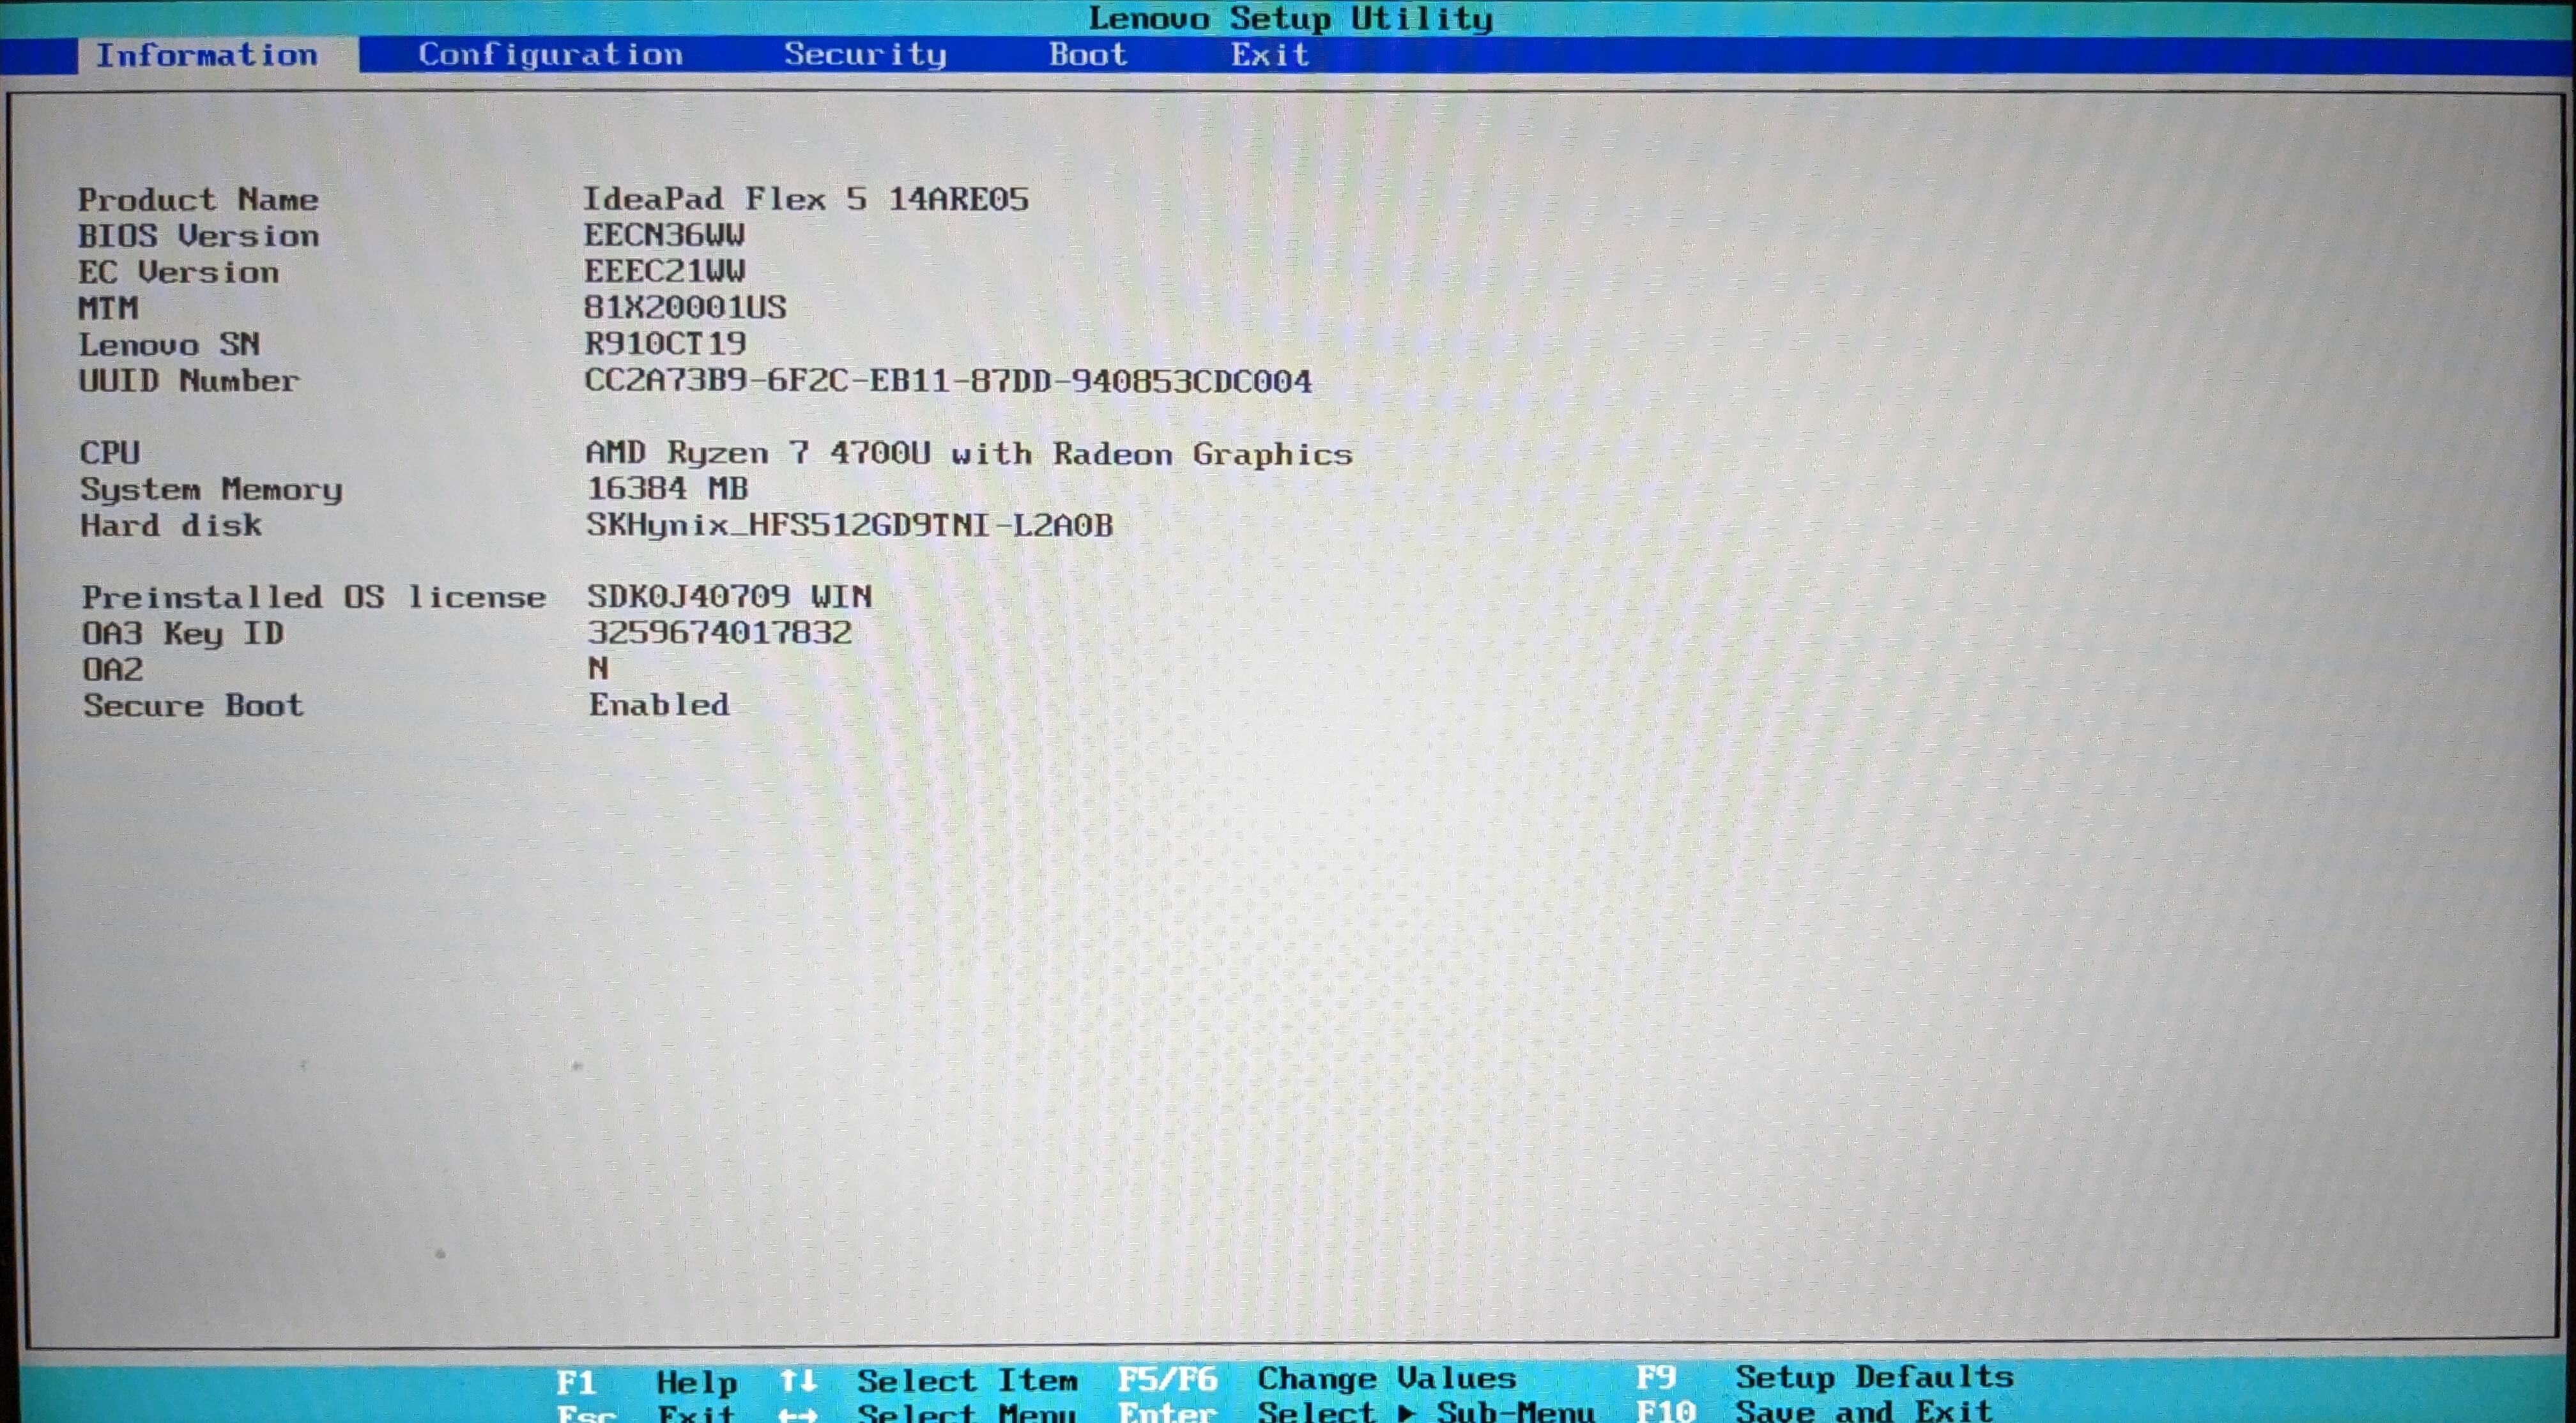 Lenovo Setup Utility
Information Configuration Security Boot Exit
Product Name IdeaPad Flex 5 14ARE05
BIOS Version EECN36WW
EC Version EEEC21WW
MTM 81X20001US
Lenovo SN R910CT19
UUID Number CC2A73B9-6F2C-EB11-87DD-940853CDC004
CPU AMD Ryzen 7 4700U with Radeon Graphics
System Memory 16384 MB
Hard disk SKHynix_HFS512GD9TNI-L2A0B
Preinstalled OS license SDK0J40709 WIN
OA3 Key ID 3259674017832
OA2 N
Secure Boot Enabled
F1 Help ↑↓ Select Item F5/F6 Change Values F9 Setup Defaults
Esc Exit ←→ Select Menu Enter Select ▶ Sub-Menu F10 Save and Exit